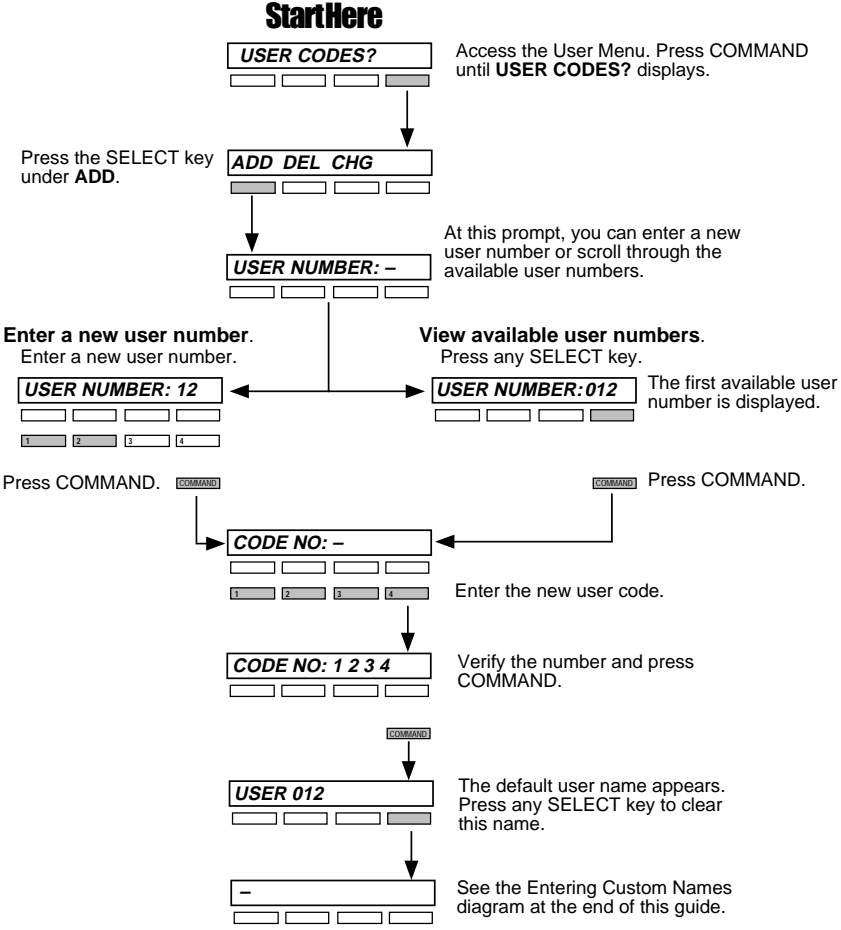 Start Here
USER CODES?
Access the User Menu. Press COMMAND
until USER CODES? displays.
Press the SELECT key
under ADD.
ADD DEL CHG
At this prompt, you can enter a new
user number or scroll through the
available user numbers.
USER NUMBER: –
Enter a new user number.
Enter a new user number.
View available user numbers.
Press any SELECT key.
USER NUMBER: 12
USER NUMBER:012
The first available user
number is displayed.
1 2 3 4
Press COMMAND. COMMAND
COMMAND Press COMMAND.
CODE NO: –
1 2 3 4
Enter the new user code.
CODE NO: 1 2 3 4
Verify the number and press
COMMAND.
COMMAND
USER 012
The default user name appears.
Press any SELECT key to clear
this name.
–
See the Entering Custom Names
diagram at the end of this guide.